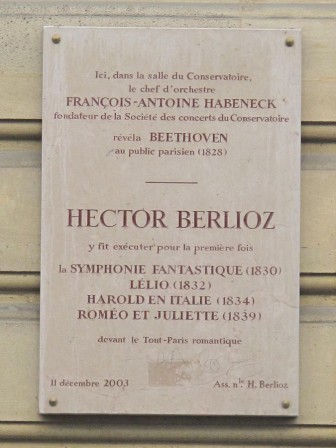 Ici, dans la salle du Conservatoire,
le chef d'orchestre
FRANÇOIS-ANTOINE HABENECK
fondateur de la Société des concerts du Conservatoire
révéla BEETHOVEN
au public parisien (1828)
HECTOR BERLIOZ
y fit exécuter pour la première fois
la SYMPHONIE FANTASTIQUE (1830)
LÉLIO (1832)
HAROLD EN ITALIE (1834)
ROMÉO ET JULIETTE (1839)
devant le Tout-Paris romantique
11 décembre 2003 Ass. n.le H. Berlioz